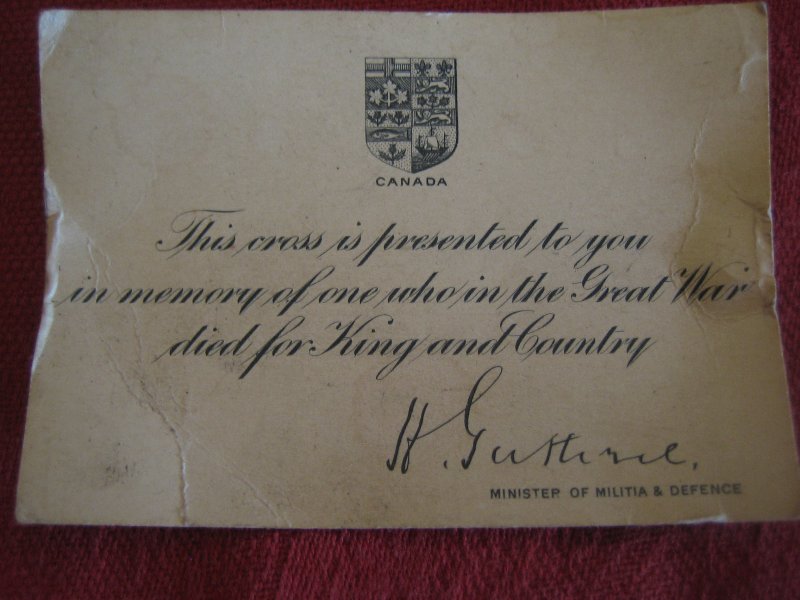 CANADA
This cross is presented to you
in memory of one who in the Great War
died for King and Country
H. Guthrie.
MINISTER OF MILITIA & DEFENCE